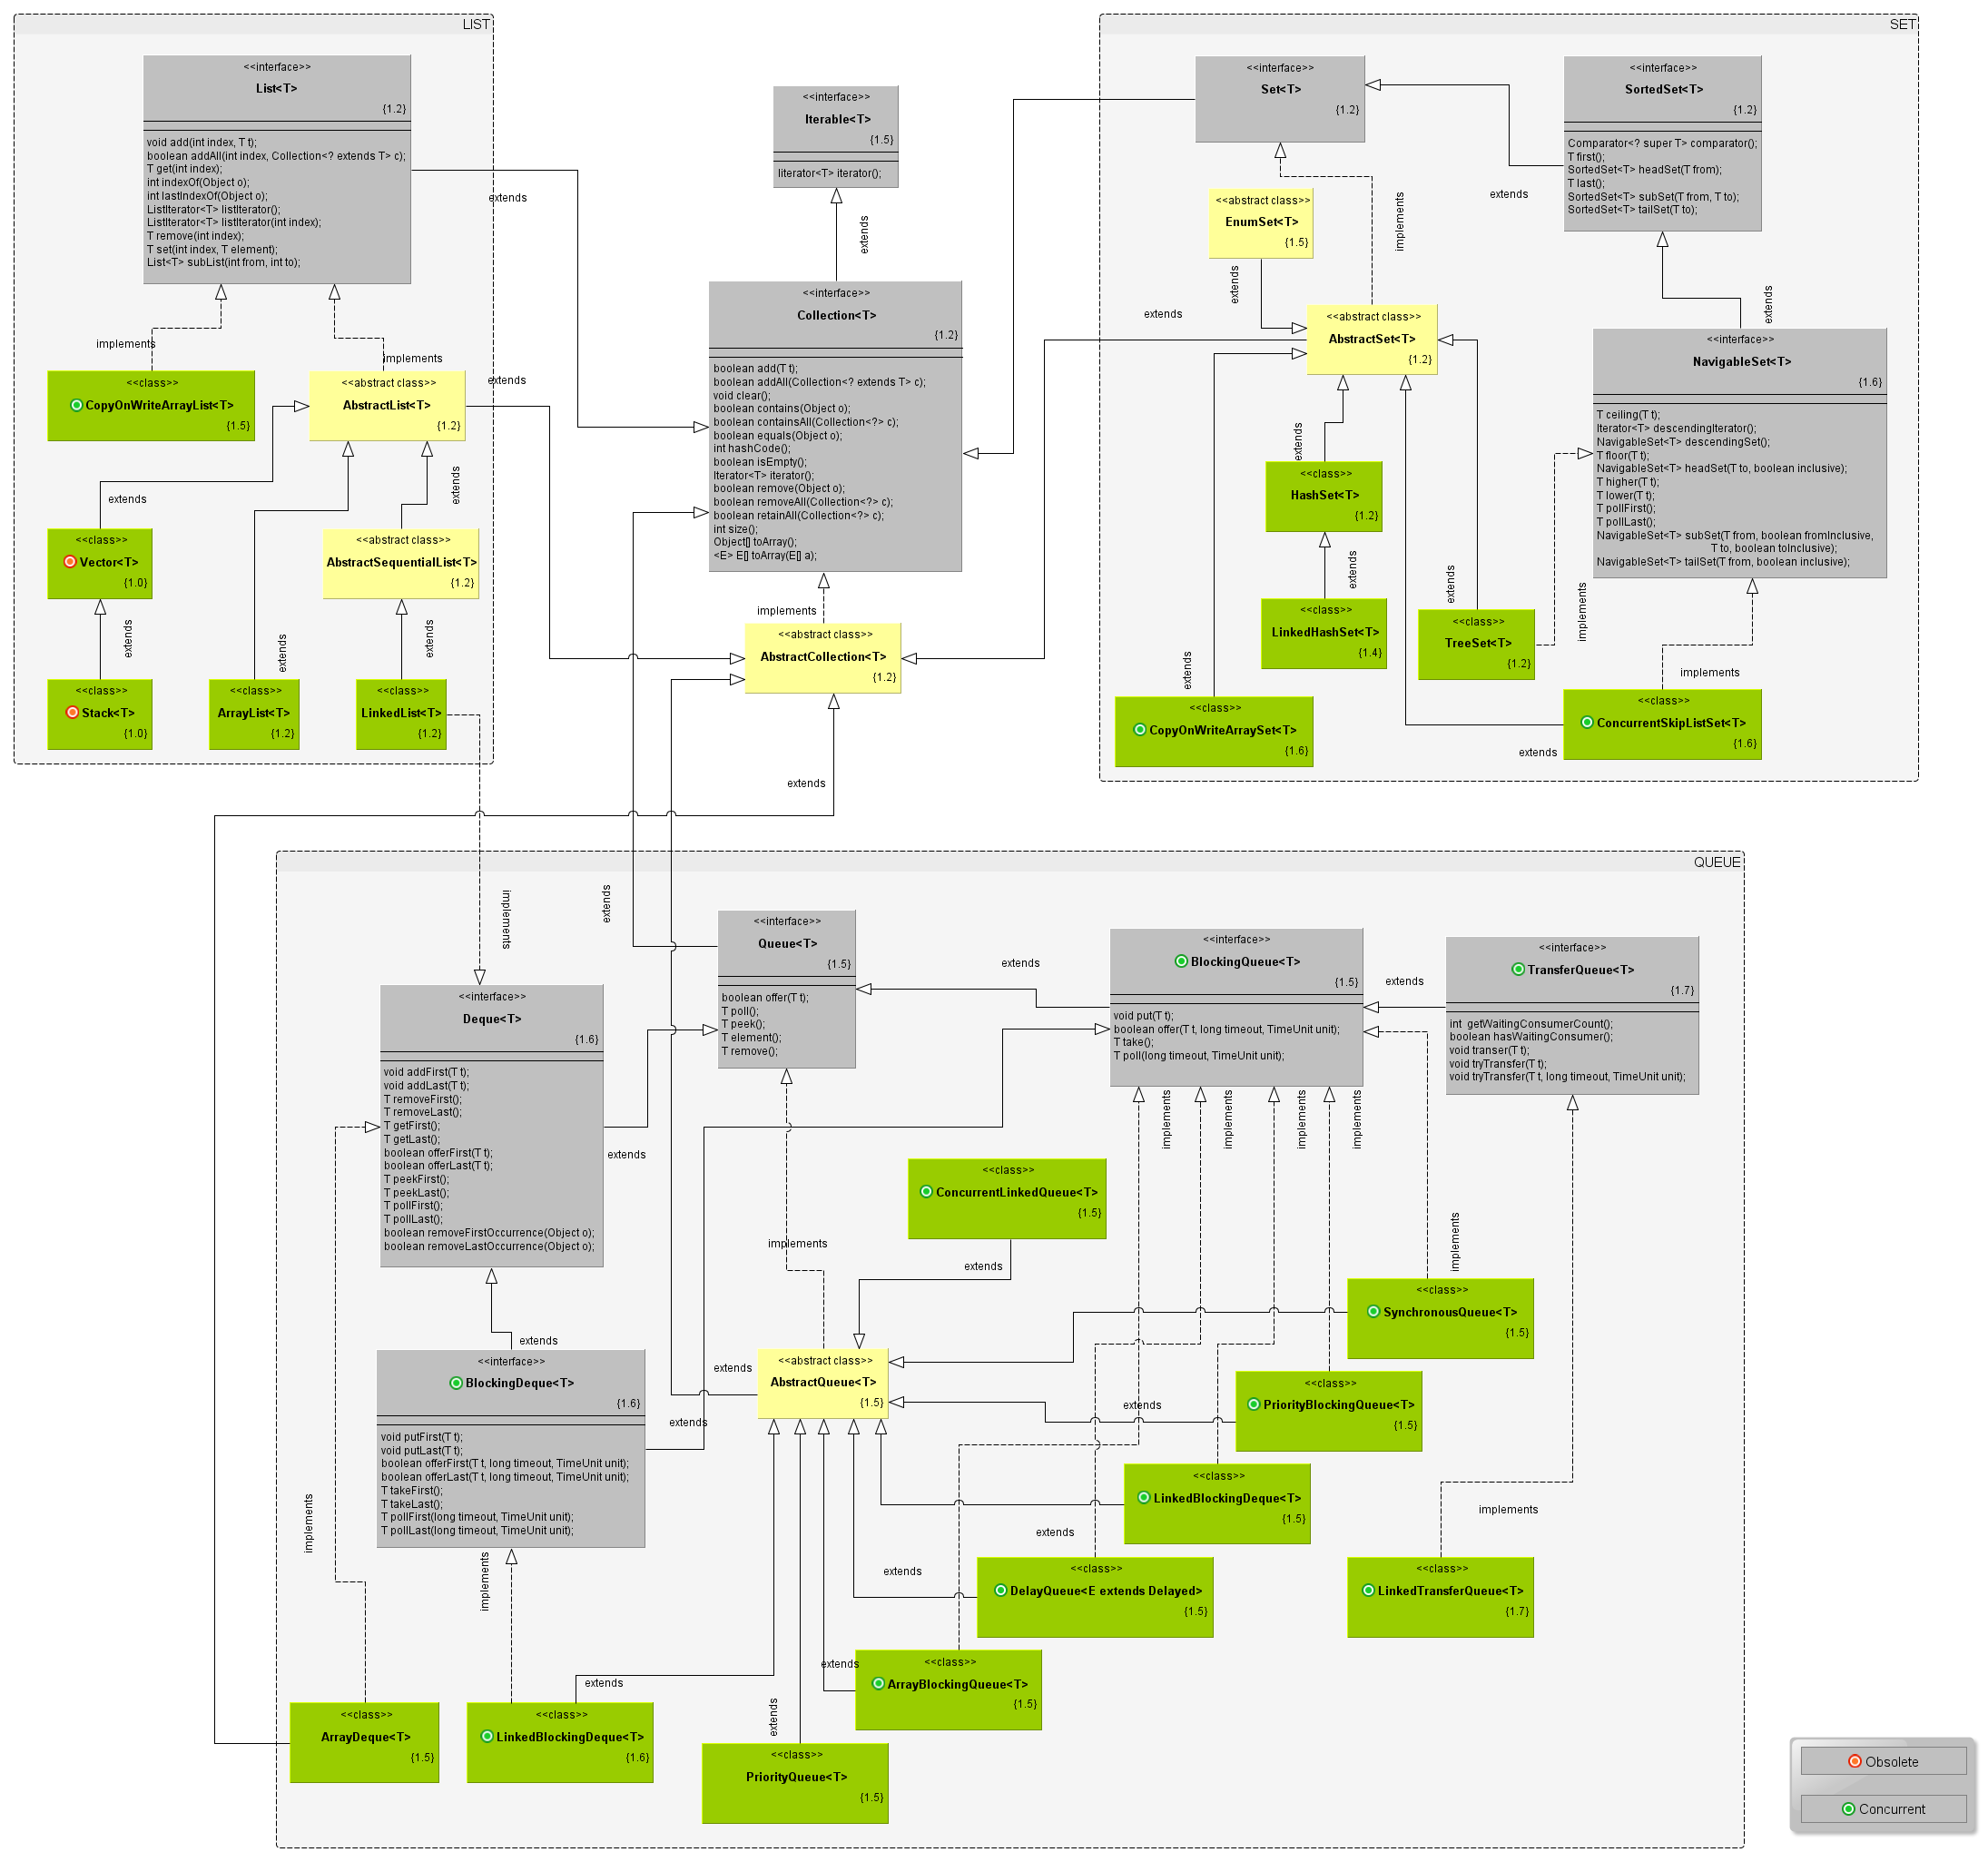 LIST
<<interface>>
List<T>
{1.2}
void add(int index, T t);
boolean addAll(int index, Collection<? extends T> c);
T get(int index);
int indexOf(Object o);
int lastIndexOf(Object o);
ListIterator<T> listIterator();
ListIterator<T> listIterator(int index);
T remove(int index);
T set(int index, T element);
List<T> subList(int from, int to);
extends
implements
implements
extends
<<class>>
CopyOnWriteArrayList<T>
{1.5}
<<abstract class>>
AbstractList<T>
{1.2}
extends
extends
<<class>>
Vector<T>
{1.0}
<<abstract class>>
AbstractSequentialList<T>
{1.2}
extends
extends
extends
<<class>>
Stack<T>
{1.0}
<<class>>
ArrayList<T>
{1.2}
<<class>>
LinkedList<T>
{1.2}
<<interface>>
Iterable<T>
{1.5}
Iiterator<T> iterator();
extends
<<interface>>
Collection<T>
{1.2}
boolean add(T t);
boolean addAll(Collection<? extends T> c);
void clear();
boolean contains(Object o);
boolean containsAll(Collection<?> c);
boolean equals(Object o);
int hashCode();
boolean isEmpty();
Iterator<T> iterator();
boolean remove(Object o);
boolean removeAll(Collection<?> c);
boolean retainAll(Collection<?> c);
int size();
Object[] toArray();
<E> E[] toArray(E[] a);
implements
<<abstract class>>
AbstractCollection<T>
{1.2}
extends
SET
<<interface>>
Set<T>
{1.2}
<<interface>>
SortedSet<T>
{1.2}
Comparator<? super T> comparator();
T first();
SortedSet<T> headSet(T from);
T last();
SortedSet<T> subSet(T from, T to);
SortedSet<T> tailSet(T to);
extends
implements
<<abstract class>>
EnumSet<T>
{1.5}
extends
extends
extends
<<abstract class>>
AbstractSet<T>
{1.2}
<<interface>>
NavigableSet<T>
{1.6}
T ceiling(T t);
Iterator<T> descendingIterator();
NavigableSet<T> descendingSet();
T floor(T t);
NavigableSet<T> headSet(T to, boolean inclusive);
T higher(T t);
T lower(T t);
T pollFirst();
T pollLast();
NavigableSet<T> subSet(T from, boolean fromInclusive,
T to, boolean toInclusive);
NavigableSet<T> tailSet(T from, boolean inclusive);
extends
<<class>>
HashSet<T>
{1.2}
extends
extends
implements
<<class>>
LinkedHashSet<T>
{1.4}
<<class>>
TreeSet<T>
{1.2}
extends
implements
<<class>>
CopyOnWriteArraySet<T>
{1.6}
<<class>>
ConcurrentSkipListSet<T>
{1.6}
extends
QUEUE
implements
extends
<<interface>>
Queue<T>
{1.5}
boolean offer(T t);
T poll();
T peek();
T element();
T remove();
extends
<<interface>>
BlockingQueue<T>
{1.5}
void put(T t);
boolean offer(T t, long timeout, TimeUnit unit);
T take();
T poll(long timeout, TimeUnit unit);
extends
<<interface>>
TransferQueue<T>
{1.7}
int getWaitingConsumerCount();
boolean hasWaitingConsumer();
void transer(T t);
void tryTransfer(T t);
void tryTransfer(T t, long timeout, TimeUnit unit);
<<interface>>
Deque<T>
{1.6}
void addFirst(T t);
void addLast(T t);
T removeFirst();
T removeLast();
T getFirst();
T getLast();
boolean offerFirst(T t);
boolean offerLast(T t);
T peekFirst();
T peekLast();
T pollFirst();
T pollLast();
boolean removeFirstOccurrence(Object o);
boolean removeLastOccurrence(Object o);
extends
implements
implements
implements
implements
<<class>>
ConcurrentLinkedQueue<T>
{1.5}
implements
extends
implements
<<class>>
SynchronousQueue<T>
{1.5}
extends
<<interface>>
BlockingDeque<T>
{1.6}
void putFirst(T t);
void putLast(T t);
boolean offerFirst(T t, long timeout, TimeUnit unit);
boolean offerLast(T t, long timeout, TimeUnit unit);
T takeFirst();
T takeLast();
T pollFirst(long timeout, TimeUnit unit);
T pollLast(long timeout, TimeUnit unit);
extends
extends
<<abstract class>>
AbstractQueue<T>
{1.5}
extends
<<class>>
PriorityBlockingQueue<T>
{1.5}
<<class>>
LinkedBlockingDeque<T>
{1.5}
extends
implements
implements
implements
extends
<<class>>
DelayQueue<E extends Delayed>
{1.5}
<<class>>
LinkedTransferQueue<T>
{1.7}
extends
<<class>>
ArrayBlockingQueue<T>
{1.5}
extends
extends
<<class>>
ArrayDeque<T>
{1.5}
<<class>>
LinkedBlockingDeque<T>
{1.6}
<<class>>
PriorityQueue<T>
{1.5}
Obsolete
Concurrent